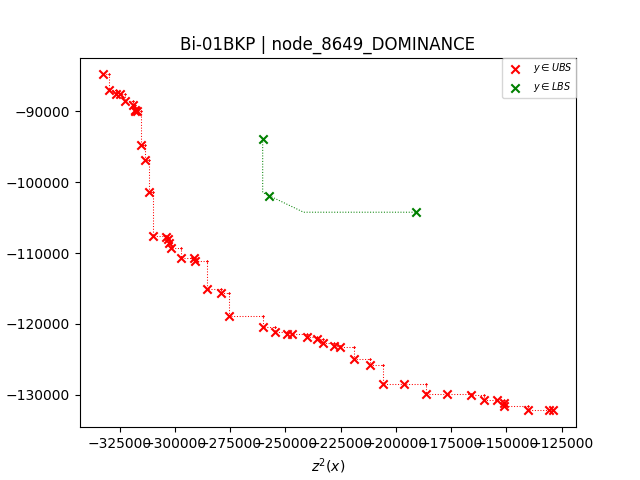 Bi-01BKP | node_8649_DOMINANCE
y ∈ UBS
y ∈ LBS
−90000
−100000
−110000
−120000
−130000
−325000 −300000 −275000 −250000 −225000 −200000 −175000 −150000 −125000
z²(x)